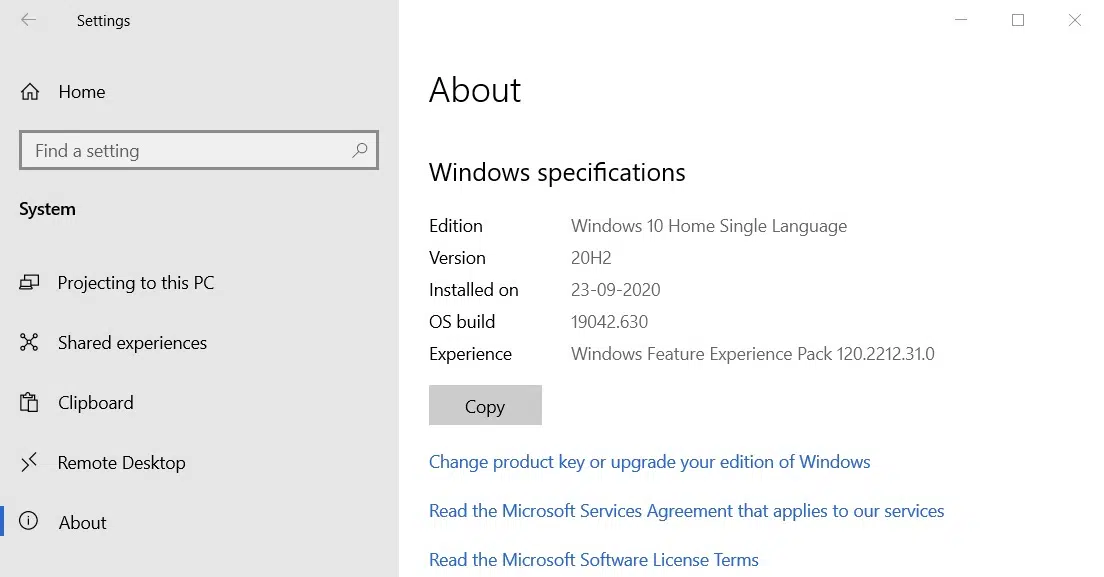 Settings
Home
Find a setting
System
Projecting to this PC
Shared experiences
Clipboard
Remote Desktop
About
About
Windows specifications
Edition Windows 10 Home Single Language
Version 20H2
Installed on 23-09-2020
OS build 19042.630
Experience Windows Feature Experience Pack 120.2212.31.0
Copy
Change product key or upgrade your edition of Windows
Read the Microsoft Services Agreement that applies to our services
Read the Microsoft Software License Terms